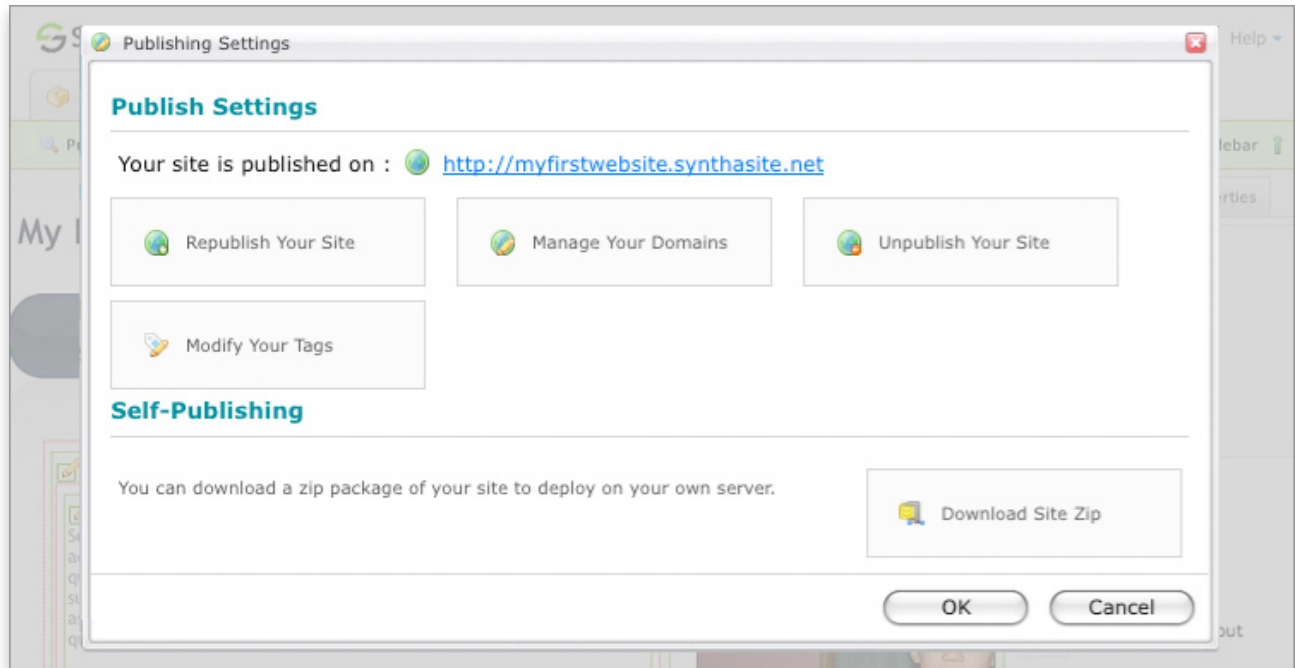 Publishing Settings
Help
Publish Settings
Your site is published on : http://myfirstwebsite.synthasite.net
Republish Your Site
Manage Your Domains
Unpublish Your Site
My
Modify Your Tags
Self-Publishing
You can download a zip package of your site to deploy on your own server.
Download Site Zip
OK
Cancel